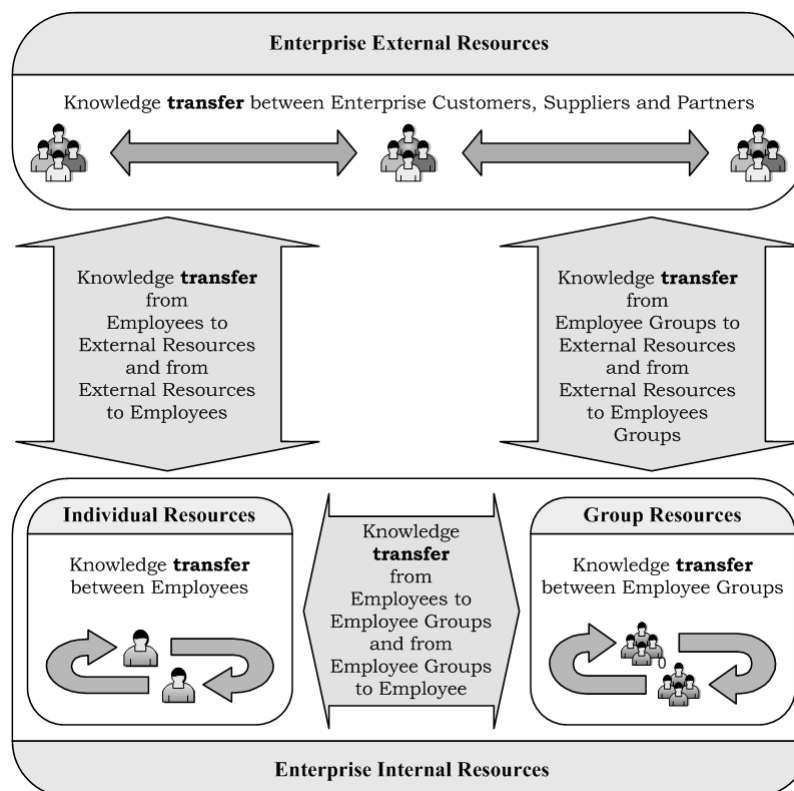 Enterprise External Resources
Knowledge transfer between Enterprise Customers, Suppliers and Partners
Knowledge transfer
from
Employees to
External Resources
and from
External Resources
to Employees
Knowledge transfer
from
Employee Groups to
External Resources
and from
External Resources
to Employees
Groups
Individual Resources
Knowledge transfer
between Employees
Knowledge
transfer
from
Employees to
Employee Groups
and from
Employee Groups
to Employee
Group Resources
Knowledge transfer
between Employee Groups
Enterprise Internal Resources